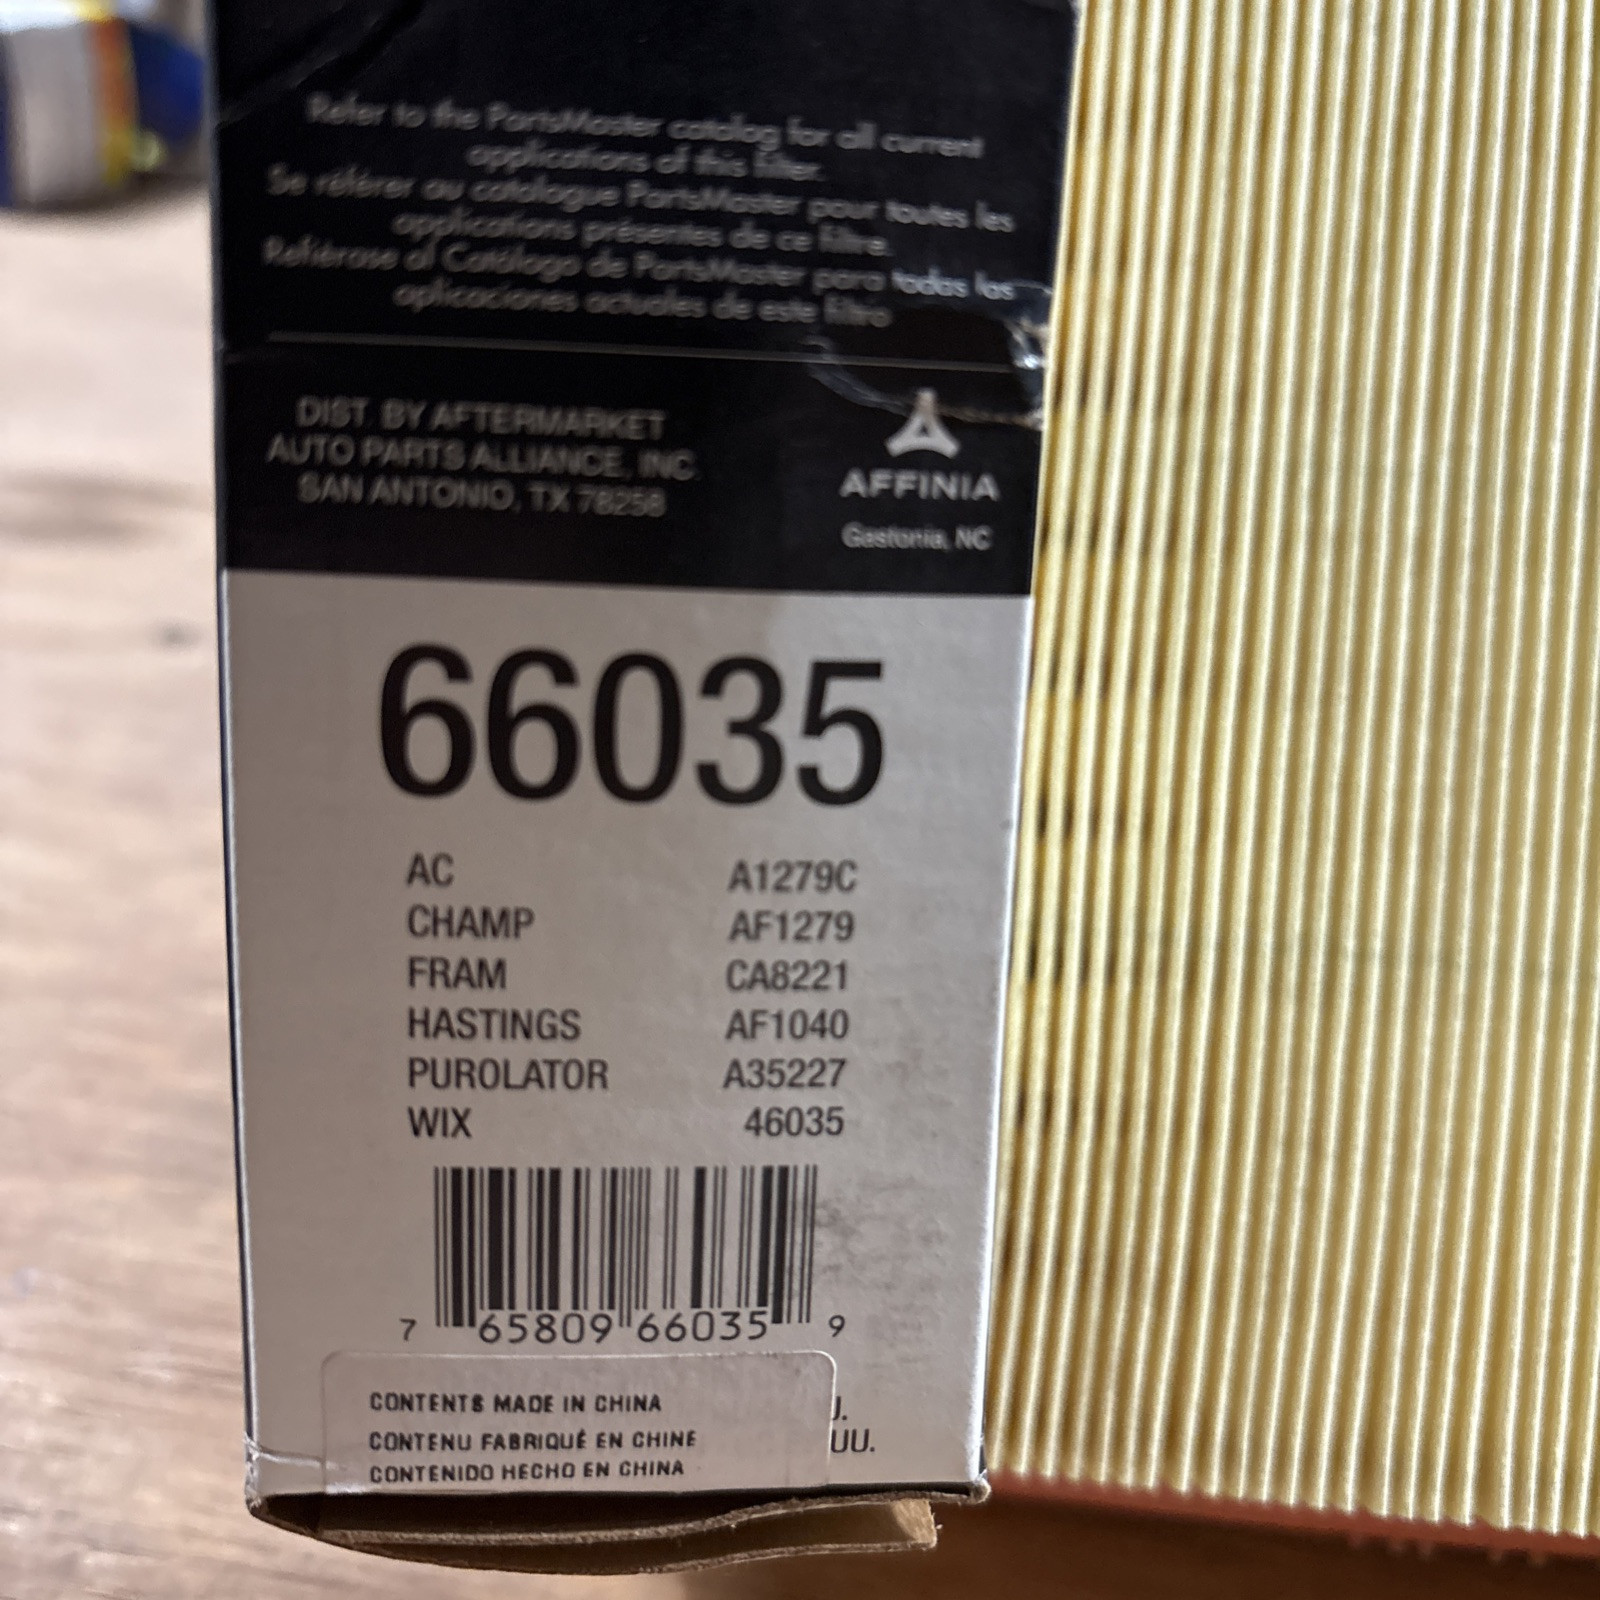 Refer to the PartsMaster catalog for all current
applications of this filter.
Se référer au catalogue PartsMaster pour toutes les
applications présentes de ce filtre.
Refiérase al Catálogo de PartsMaster para todas las
aplicaciones actuales de este filtro
DIST. BY AFTERMARKET
AUTO PARTS ALLIANCE, INC.
SAN ANTONIO, TX 78258
AFFINIA
Gastonia, NC
66035
AC A1279C
CHAMP AF1279
FRAM CA8221
HASTINGS AF1040
PUROLATOR A35227
WIX 46035
7 65809 66035 9
CONTENTS MADE IN CHINA
CONTENU FABRIQUÉ EN CHINE
CONTENIDO HECHO EN CHINA
UU.